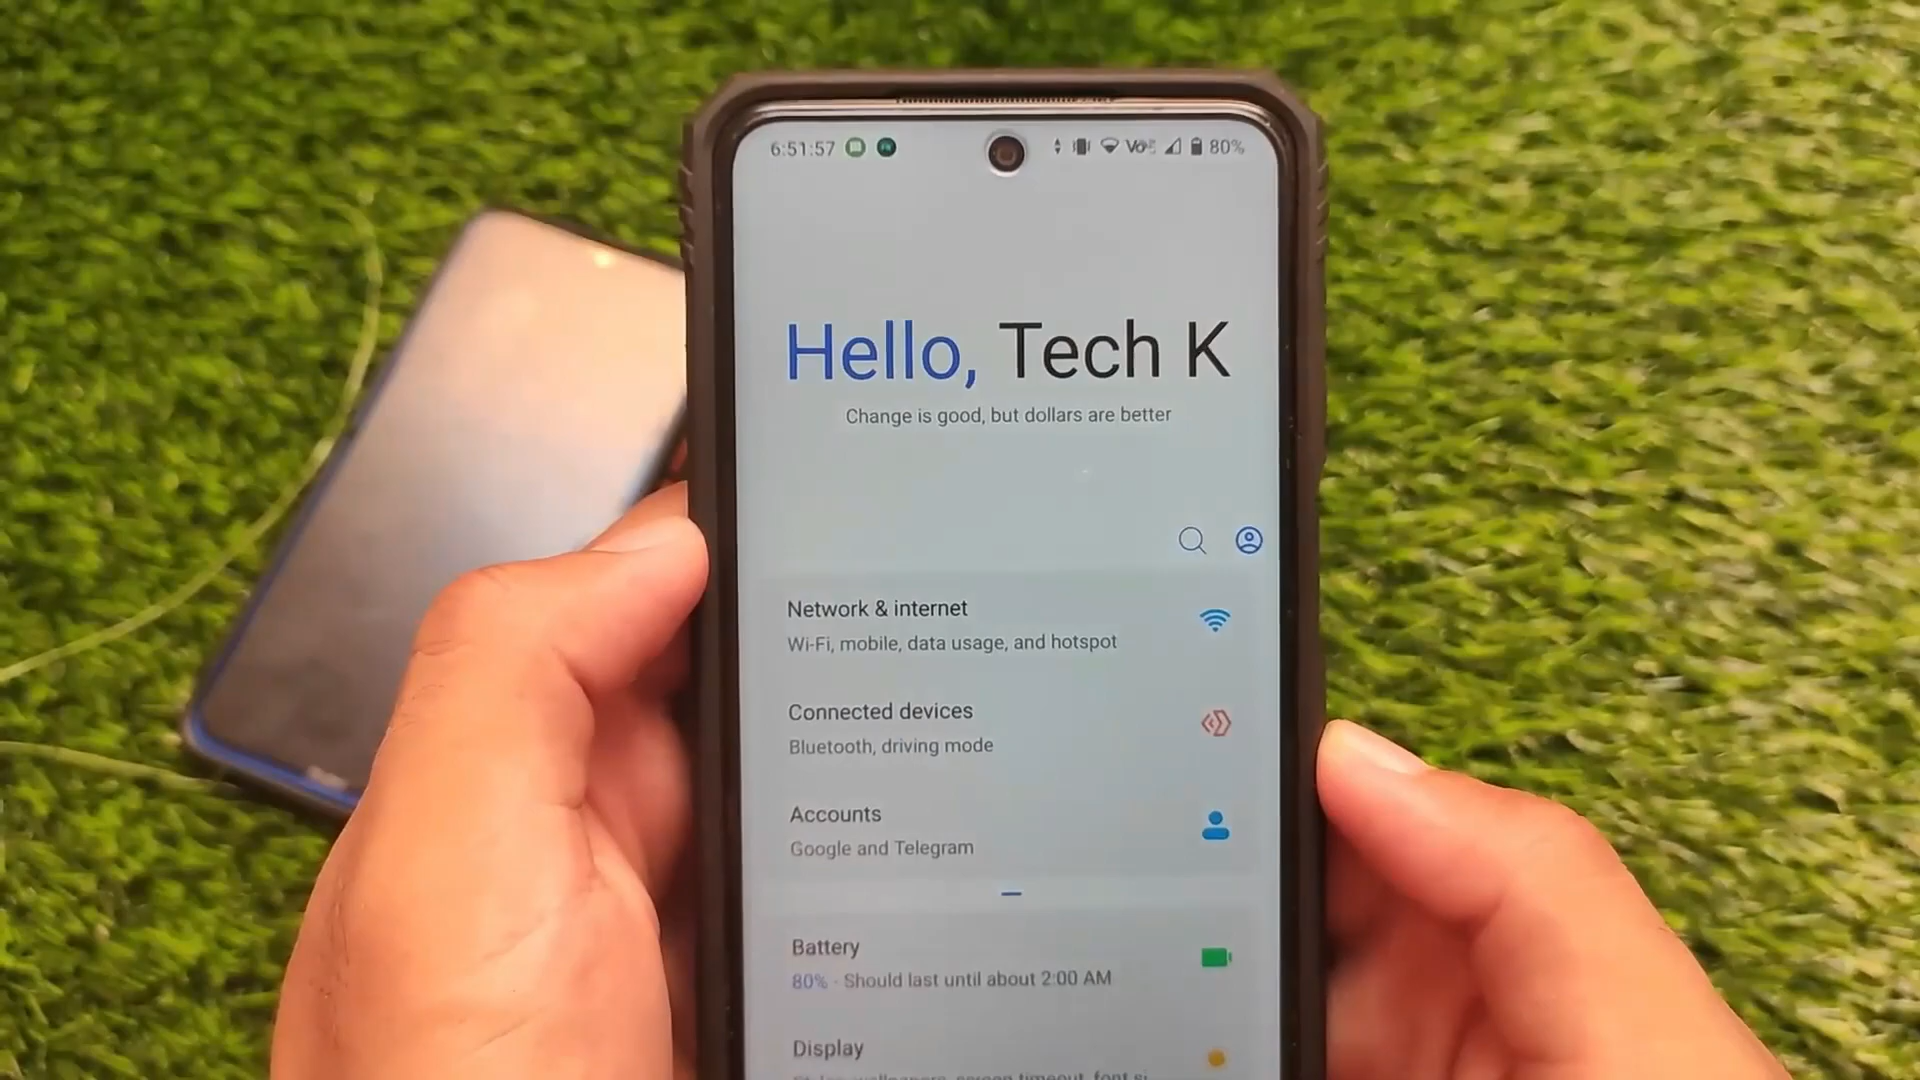 6:51:57
80%
Hello, Tech K
Change is good, but dollars are better
Network & internet
Wi-Fi, mobile, data usage, and hotspot
Connected devices
Bluetooth, driving mode
Accounts
Google and Telegram
Battery
80% - Should last until about 2:00 AM
Display